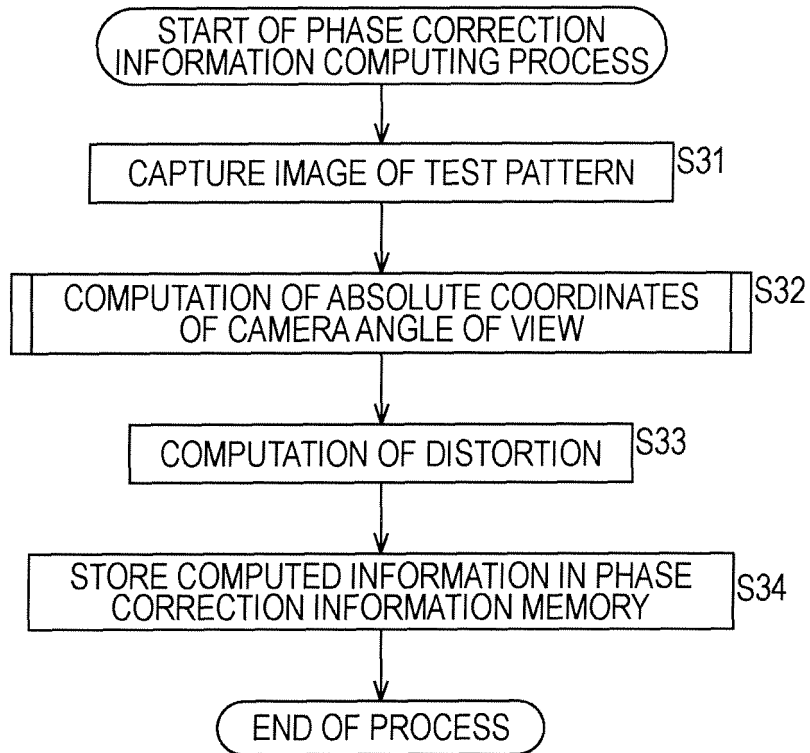 START OF PHASE CORRECTION
INFORMATION COMPUTING PROCESS
CAPTURE IMAGE OF TEST PATTERN
S31
COMPUTATION OF ABSOLUTE COORDINATES
OF CAMERA ANGLE OF VIEW
S32
COMPUTATION OF DISTORTION
S33
STORE COMPUTED INFORMATION IN PHASE
CORRECTION INFORMATION MEMORY
S34
END OF PROCESS